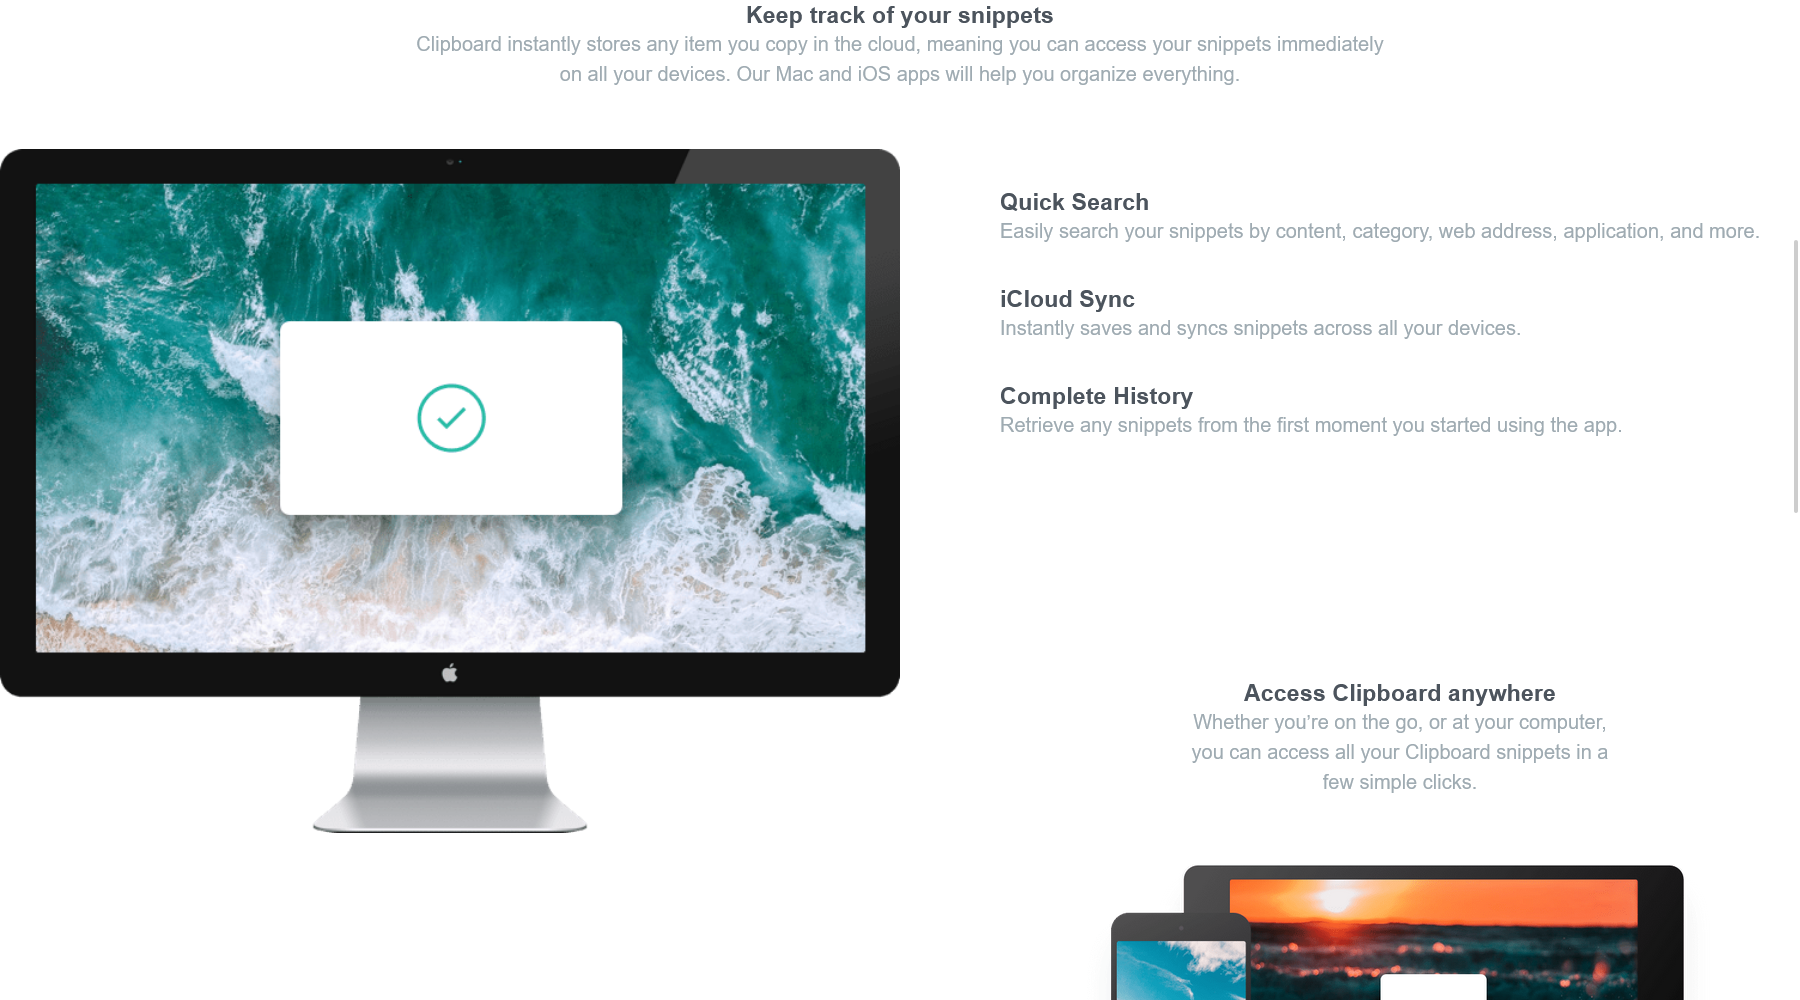 Keep track of your snippets
Clipboard instantly stores any item you copy in the cloud, meaning you can access your snippets immediately
on all your devices. Our Mac and iOS apps will help you organize everything.
Quick Search
Easily search your snippets by content, category, web address, application, and more.
iCloud Sync
Instantly saves and syncs snippets across all your devices.
Complete History
Retrieve any snippets from the first moment you started using the app.
Access Clipboard anywhere
Whether you’re on the go, or at your computer,
you can access all your Clipboard snippets in a
few simple clicks.